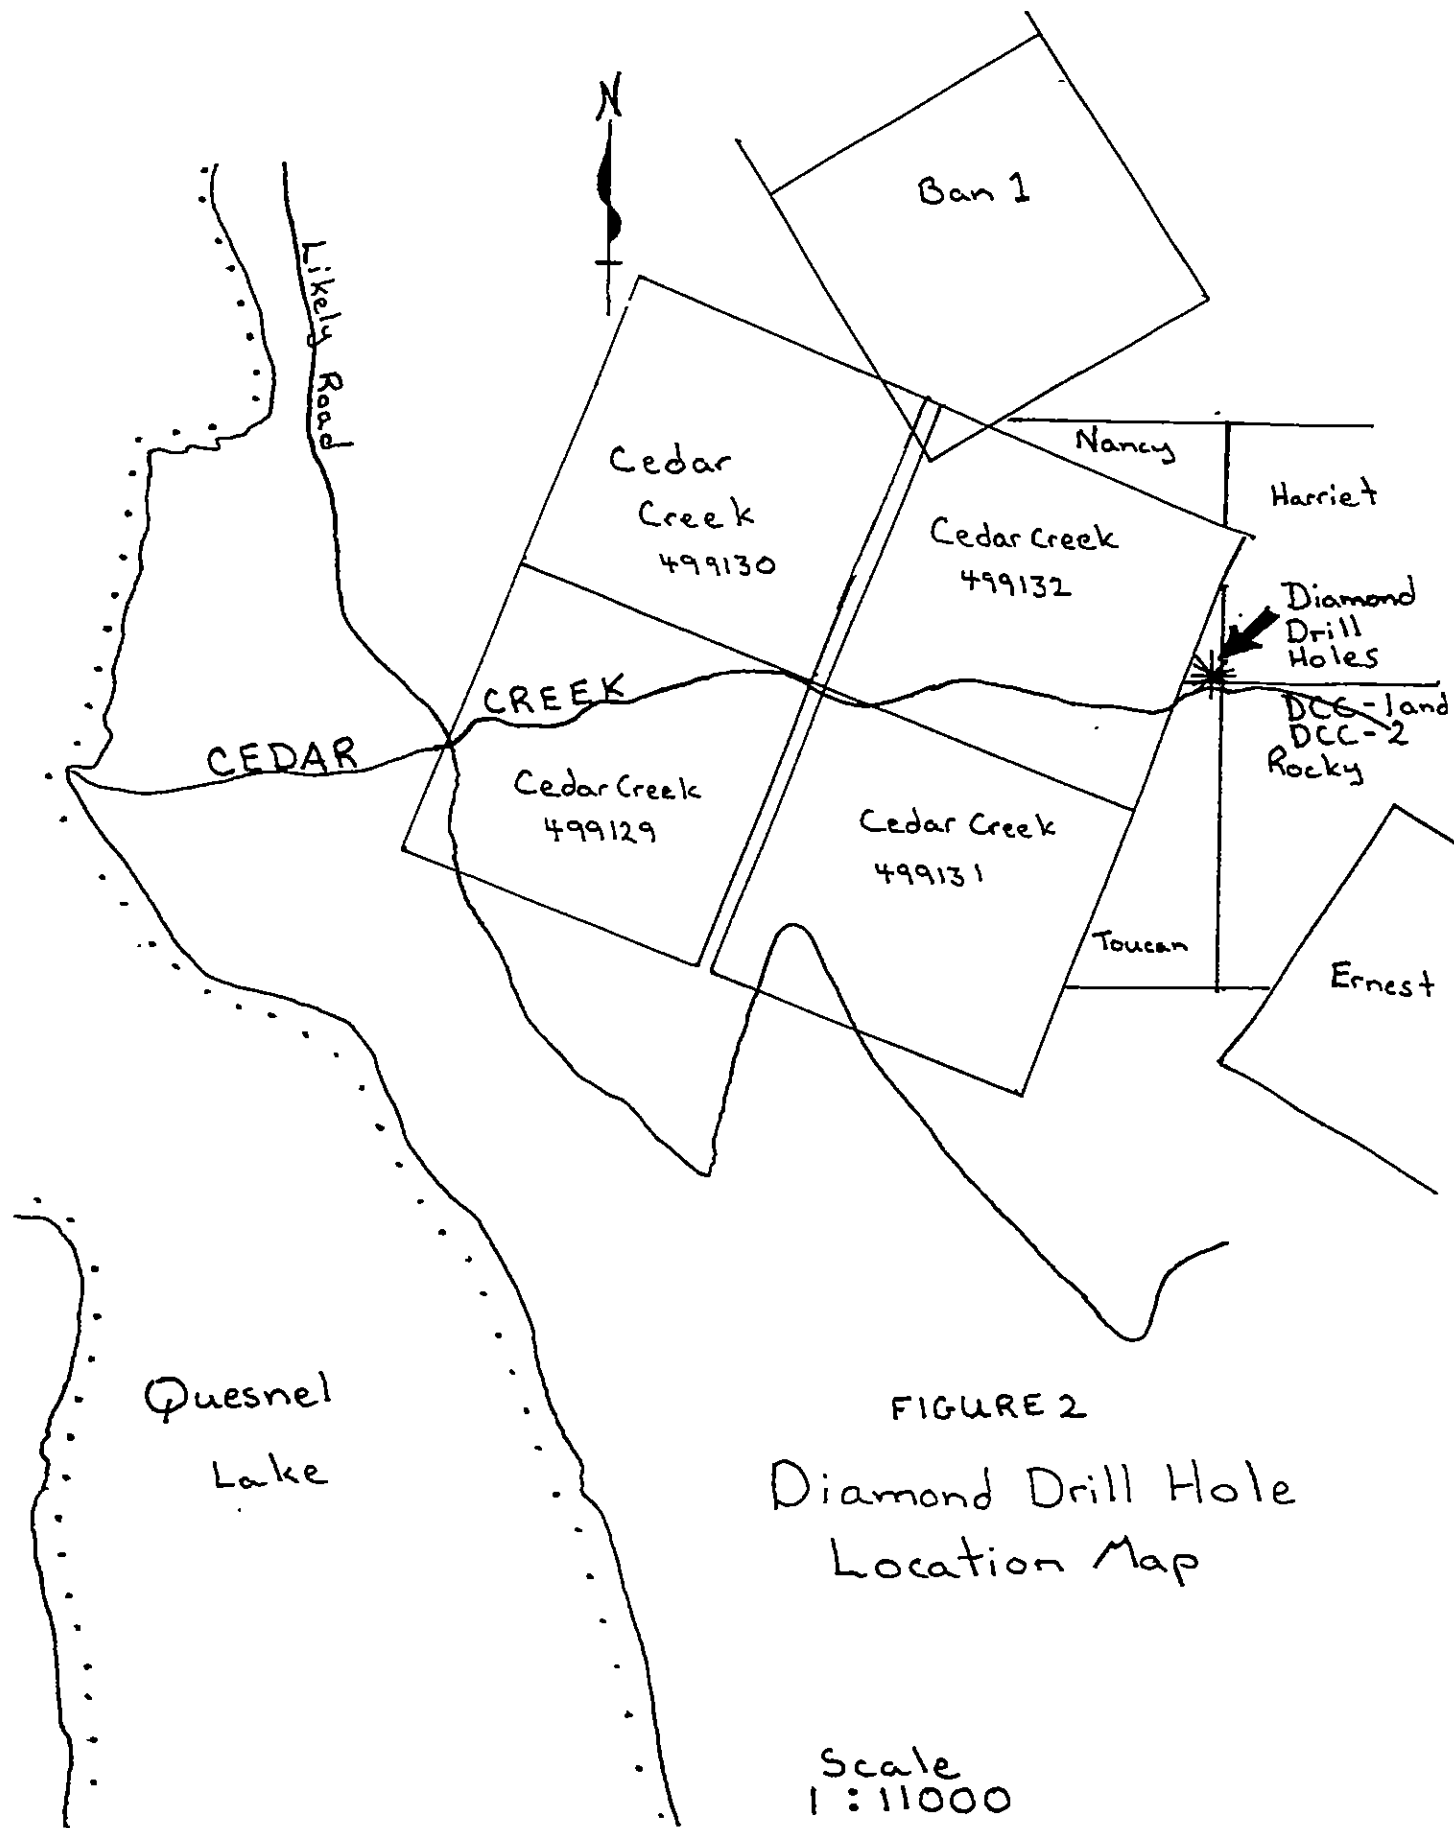 N
Ban 1
Likely Road
Nancy
Harriet
Cedar
Creek
499130
Cedar Creek
499132
Diamond
Drill
Holes
DCC-1 and
DCC-2
Rocky
CEDAR CREEK
Cedar Creek
499129
Cedar Creek
499131
Toucan
Ernest
Quesnel
Lake
FIGURE 2
Diamond Drill Hole
Location Map
Scale
1:11000